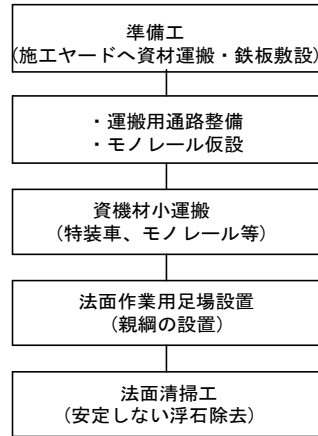 準備工
(施工ヤードへ資材運搬・鉄板敷設)
・運搬用通路整備
・モノレール仮設
資機材小運搬
(特装車、モノレール等)
法面作業用足場設置
(親綱の設置)
法面清掃工
(安定しない浮石除去)